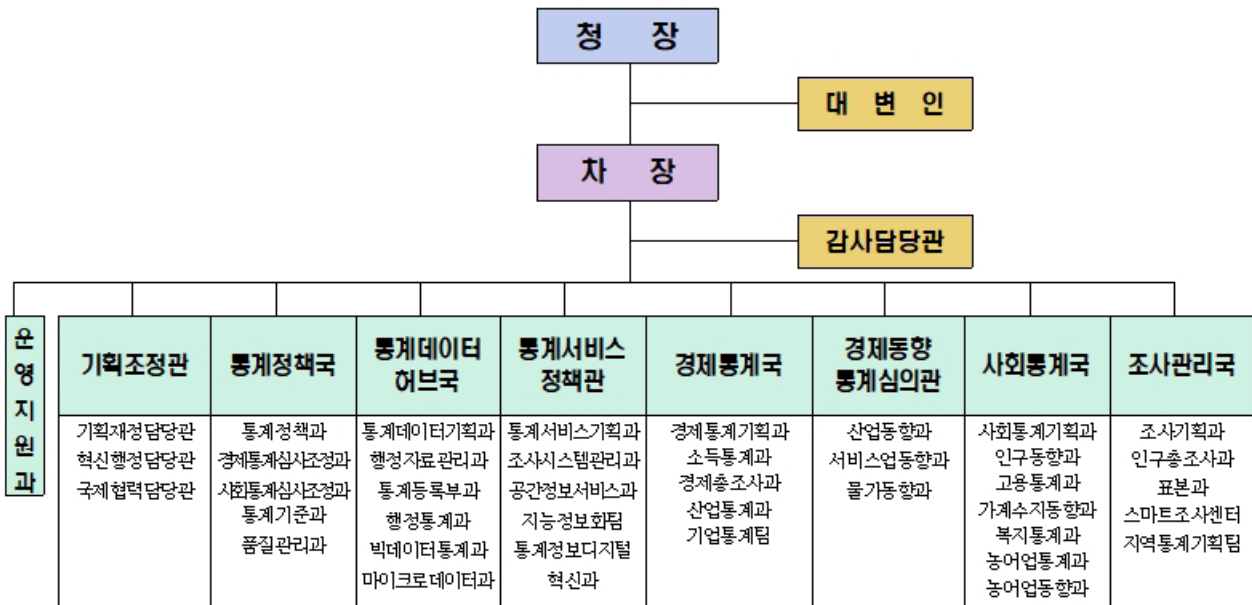 청 장
대 변 인
차 장
감사담당관
운영지원과
기획조정관
기획재정담당관
혁신행정담당관
국제협력담당관
통계정책국
통계정책과
경제통계심사조정과
사회통계심사조정과
통계기준과
품질관리과
통계데이터
허브국
통계데이터기획과
행정자료관리과
통계등록부과
행정통계과
빅데이터통계과
마이크로데이터과
통계서비스
정책관
통계서비스기획과
조사시스템관리과
공간정보서비스과
지능정보화팀
통계정보디지털
혁신과
경제통계국
경제통계기획과
소득통계과
경제총조사과
산업통계과
기업통계팀
경제동향
통계심의관
산업동향과
서비스업동향과
물가동향과
사회통계국
사회통계기획과
인구동향과
고용통계과
가계수지동향과
복지통계과
농어업통계과
농어업동향과
조사관리국
조사기획과
인구총조사과
표본과
스마트조사센터
지역통계기획팀